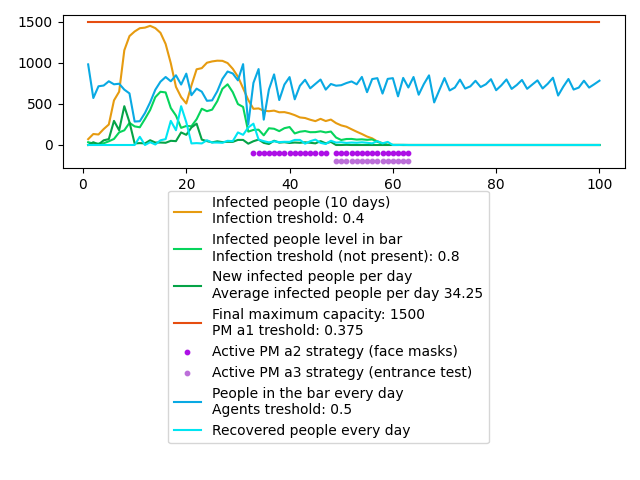 1500
1000
500
0
0 20 40 60 80 100
Infected people (10 days)
Infection treshold: 0.4
Infected people level in bar
Infection treshold (not present): 0.8
New infected people per day
Average infected people per day 34.25
Final maximum capacity: 1500
PM a1 treshold: 0.375
Active PM a2 strategy (face masks)
Active PM a3 strategy (entrance test)
People in the bar every day
Agents treshold: 0.5
Recovered people every day